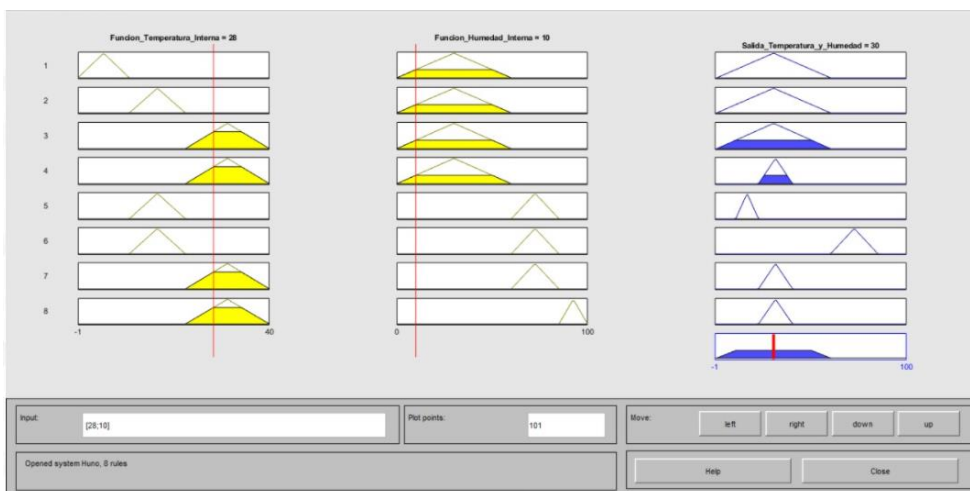 Funcion_Temperatura_Interna = 28
Funcion_Humedad_Interna = 10
Salida_Temperatura_y_Humedad = 30
1
2
3
4
5
6
7
8
-1 40
0 100
-1 100
Input:
[28;10]
Plot points:
101
Move:
left
right
down
up
Opened system Huno, 8 rules
Help
Close